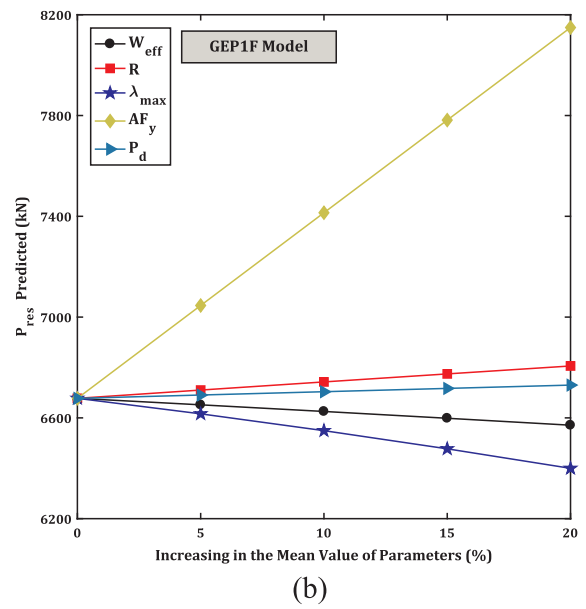 8200
7800
7400
7000
6600
6200
P_res Predicted (kN)
W_eff
R
λ_max
AF_y
P_d
GEP1F Model
0 5 10 15 20
Increasing in the Mean Value of Parameters (%)
(b)